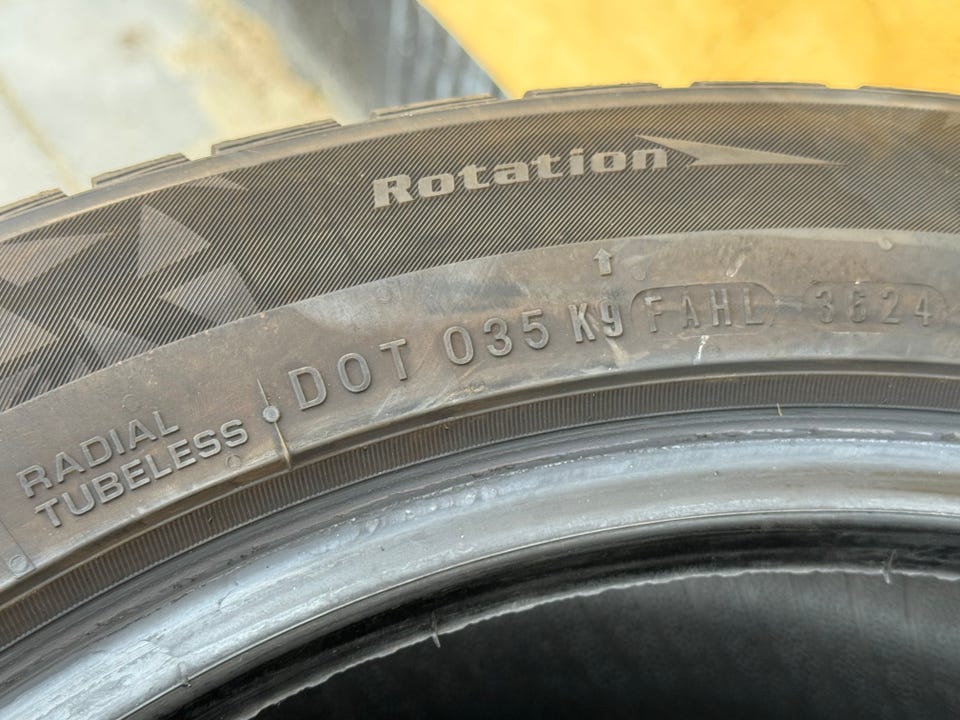 Rotation
DOT 035 K9 FAHL 3624
RADIAL
TUBELESS